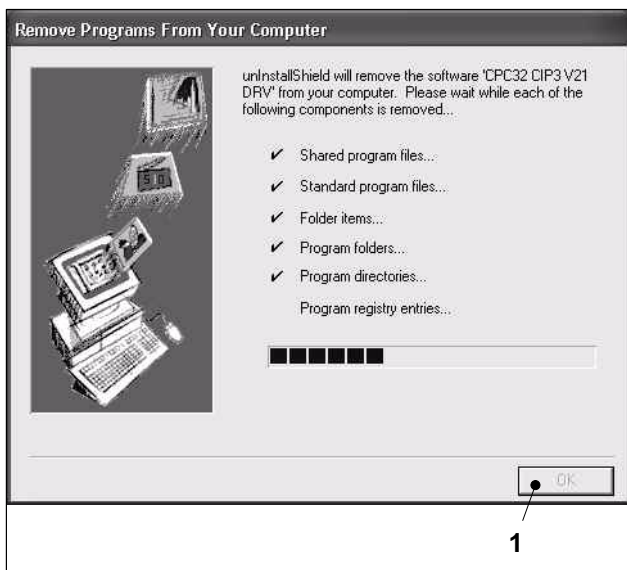 Remove Programs From Your Computer
unInstallShield will remove the software 'CPC32 CIP3 V21
DRV' from your computer. Please wait while each of the
following components is removed...
✔ Shared program files...
✔ Standard program files...
✔ Folder items...
✔ Program folders...
✔ Program directories...
Program registry entries...
OK
1